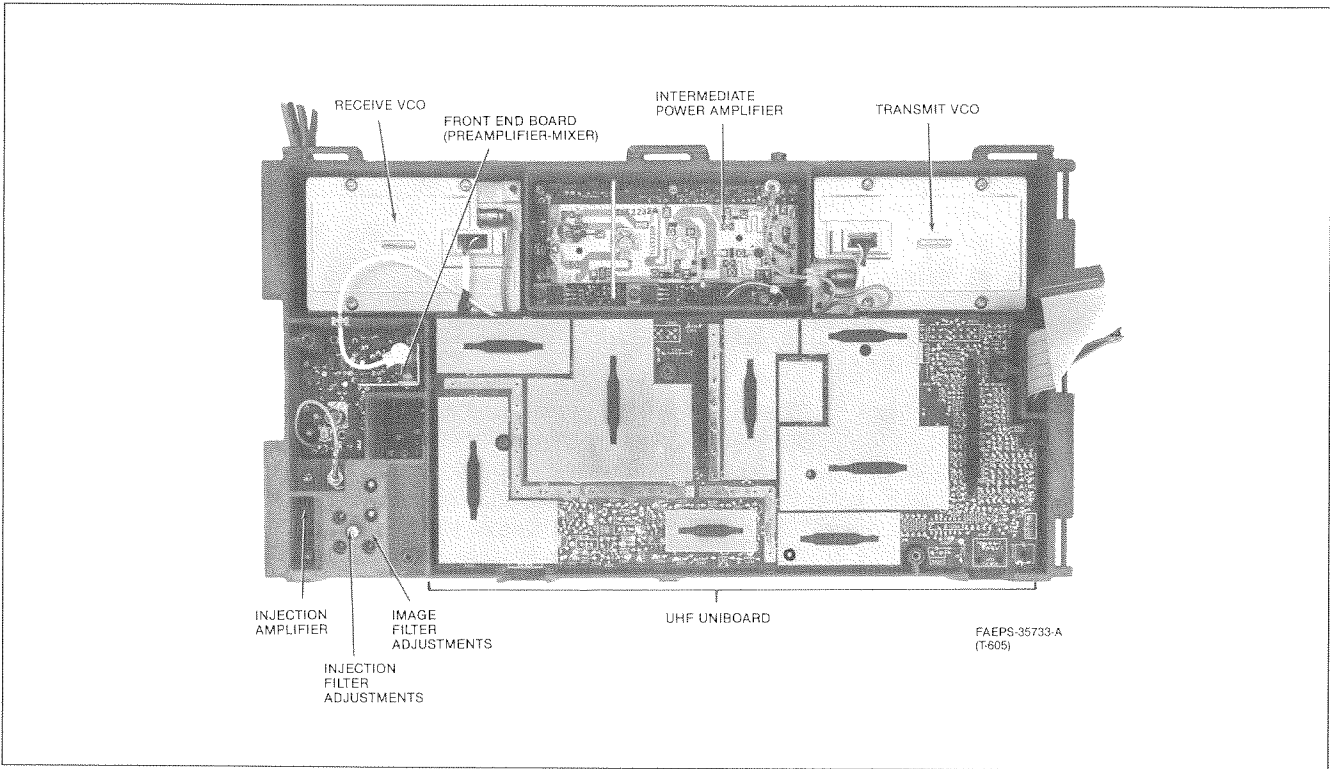 RECEIVE VCO
FRONT END BOARD
(PREAMPLIFIER-MIXER)
INTERMEDIATE
POWER AMPLIFIER
TRANSMIT VCO
INJECTION
AMPLIFIER
INJECTION
FILTER
ADJUSTMENTS
IMAGE
FILTER
ADJUSTMENTS
UHF UNIBOARD
FAEPS-35733-A
(T-605)